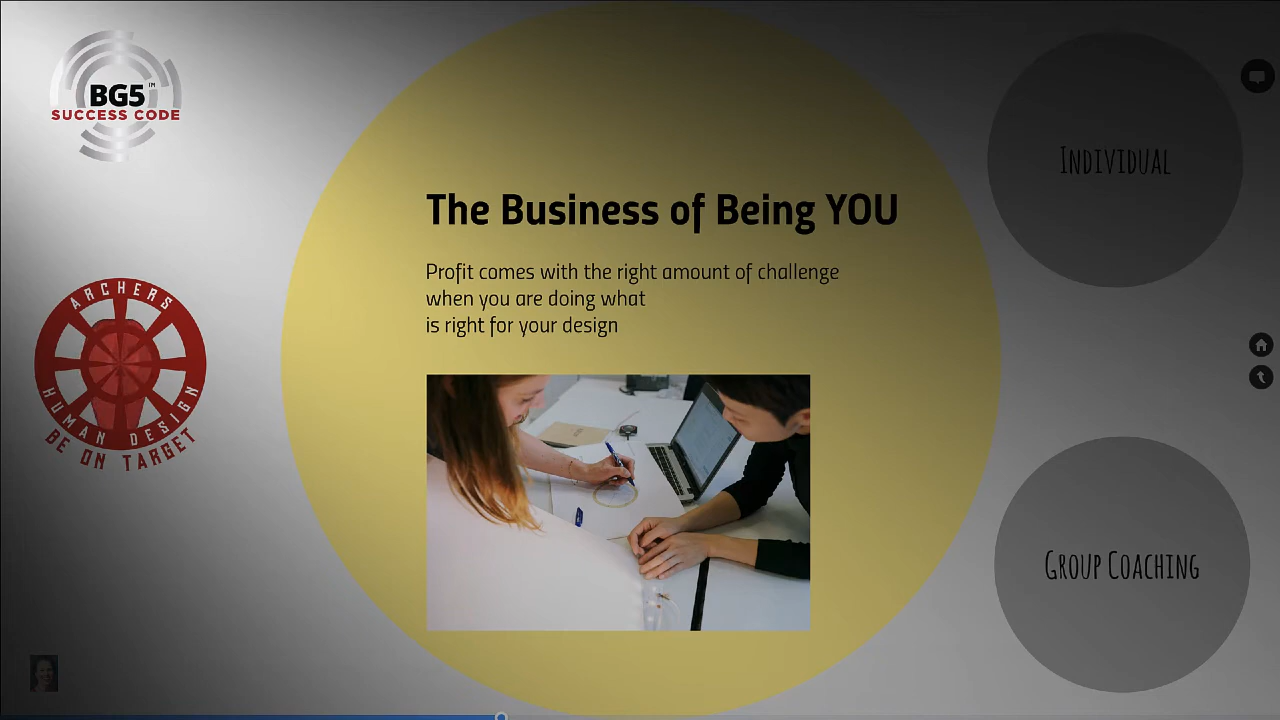 BG5™
SUCCESS CODE
The Business of Being YOU
Profit comes with the right amount of challenge
when you are doing what
is right for your design
INDIVIDUAL
ARCHERS
HUMAN DESIGN
BE ON TARGET
GROUP COACHING